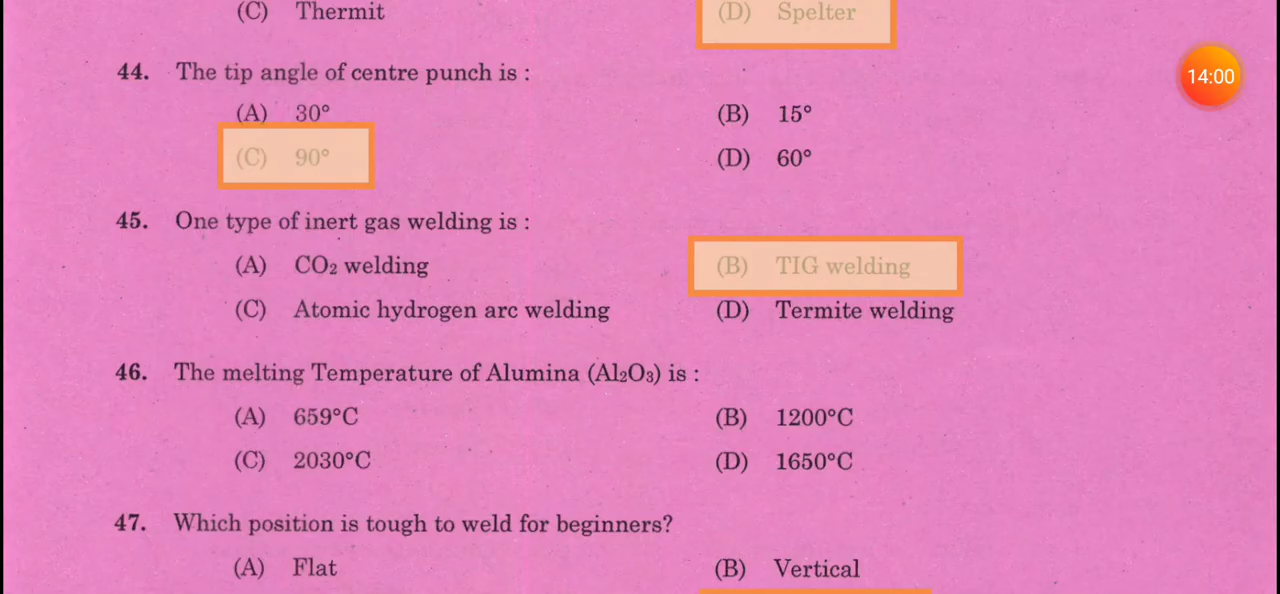 (C) Thermit (D) Spelter
14:00
44. The tip angle of centre punch is :
(A) 30° (B) 15°
(C) 90° (D) 60°
45. One type of inert gas welding is :
(A) CO₂ welding (B) TIG welding
(C) Atomic hydrogen arc welding (D) Termite welding
46. The melting Temperature of Alumina (Al₂O₃) is :
(A) 659°C (B) 1200°C
(C) 2030°C (D) 1650°C
47. Which position is tough to weld for beginners?
(A) Flat (B) Vertical